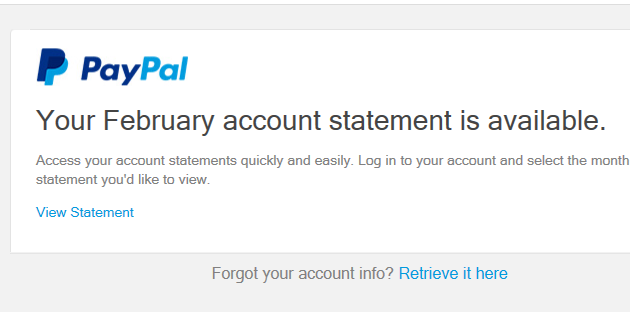 PayPal
Your February account statement is available.
Access your account statements quickly and easily. Log in to your account and select the month
statement you'd like to view.
View Statement
Forgot your account info? Retrieve it here